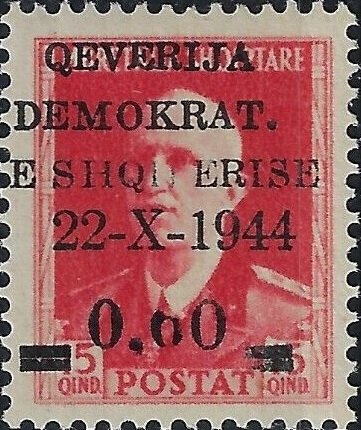 QEVERIJA
DEMOKRAT.
E SHQI ERISE
22-X-1944
0.60
5 5
QIND. POSTAT QIND.